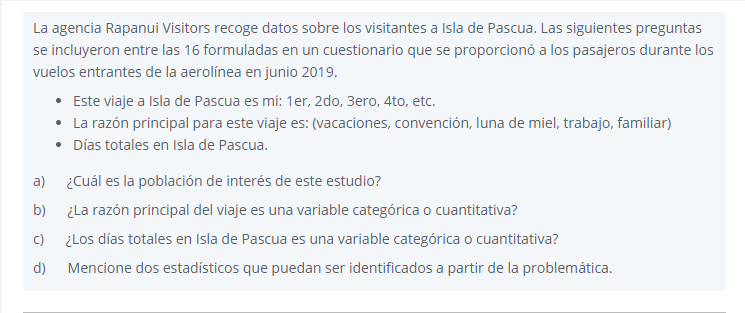 La agencia Rapanui Visitors recoge datos sobre los visitantes a Isla de Pascua. Las siguientes preguntas
se incluyeron entre las 16 formuladas en un cuestionario que se proporcionó a los pasajeros durante los
vuelos entrantes de la aerolínea en junio 2019.
• Este viaje a Isla de Pascua es mi: 1er, 2do, 3ero, 4to, etc.
• La razón principal para este viaje es: (vacaciones, convención, luna de miel, trabajo, familiar)
• Días totales en Isla de Pascua.
a) ¿Cuál es la población de interés de este estudio?
b) ¿La razón principal del viaje es una variable categórica o cuantitativa?
c) ¿Los días totales en Isla de Pascua es una variable categórica o cuantitativa?
d) Mencione dos estadísticos que puedan ser identificados a partir de la problemática.